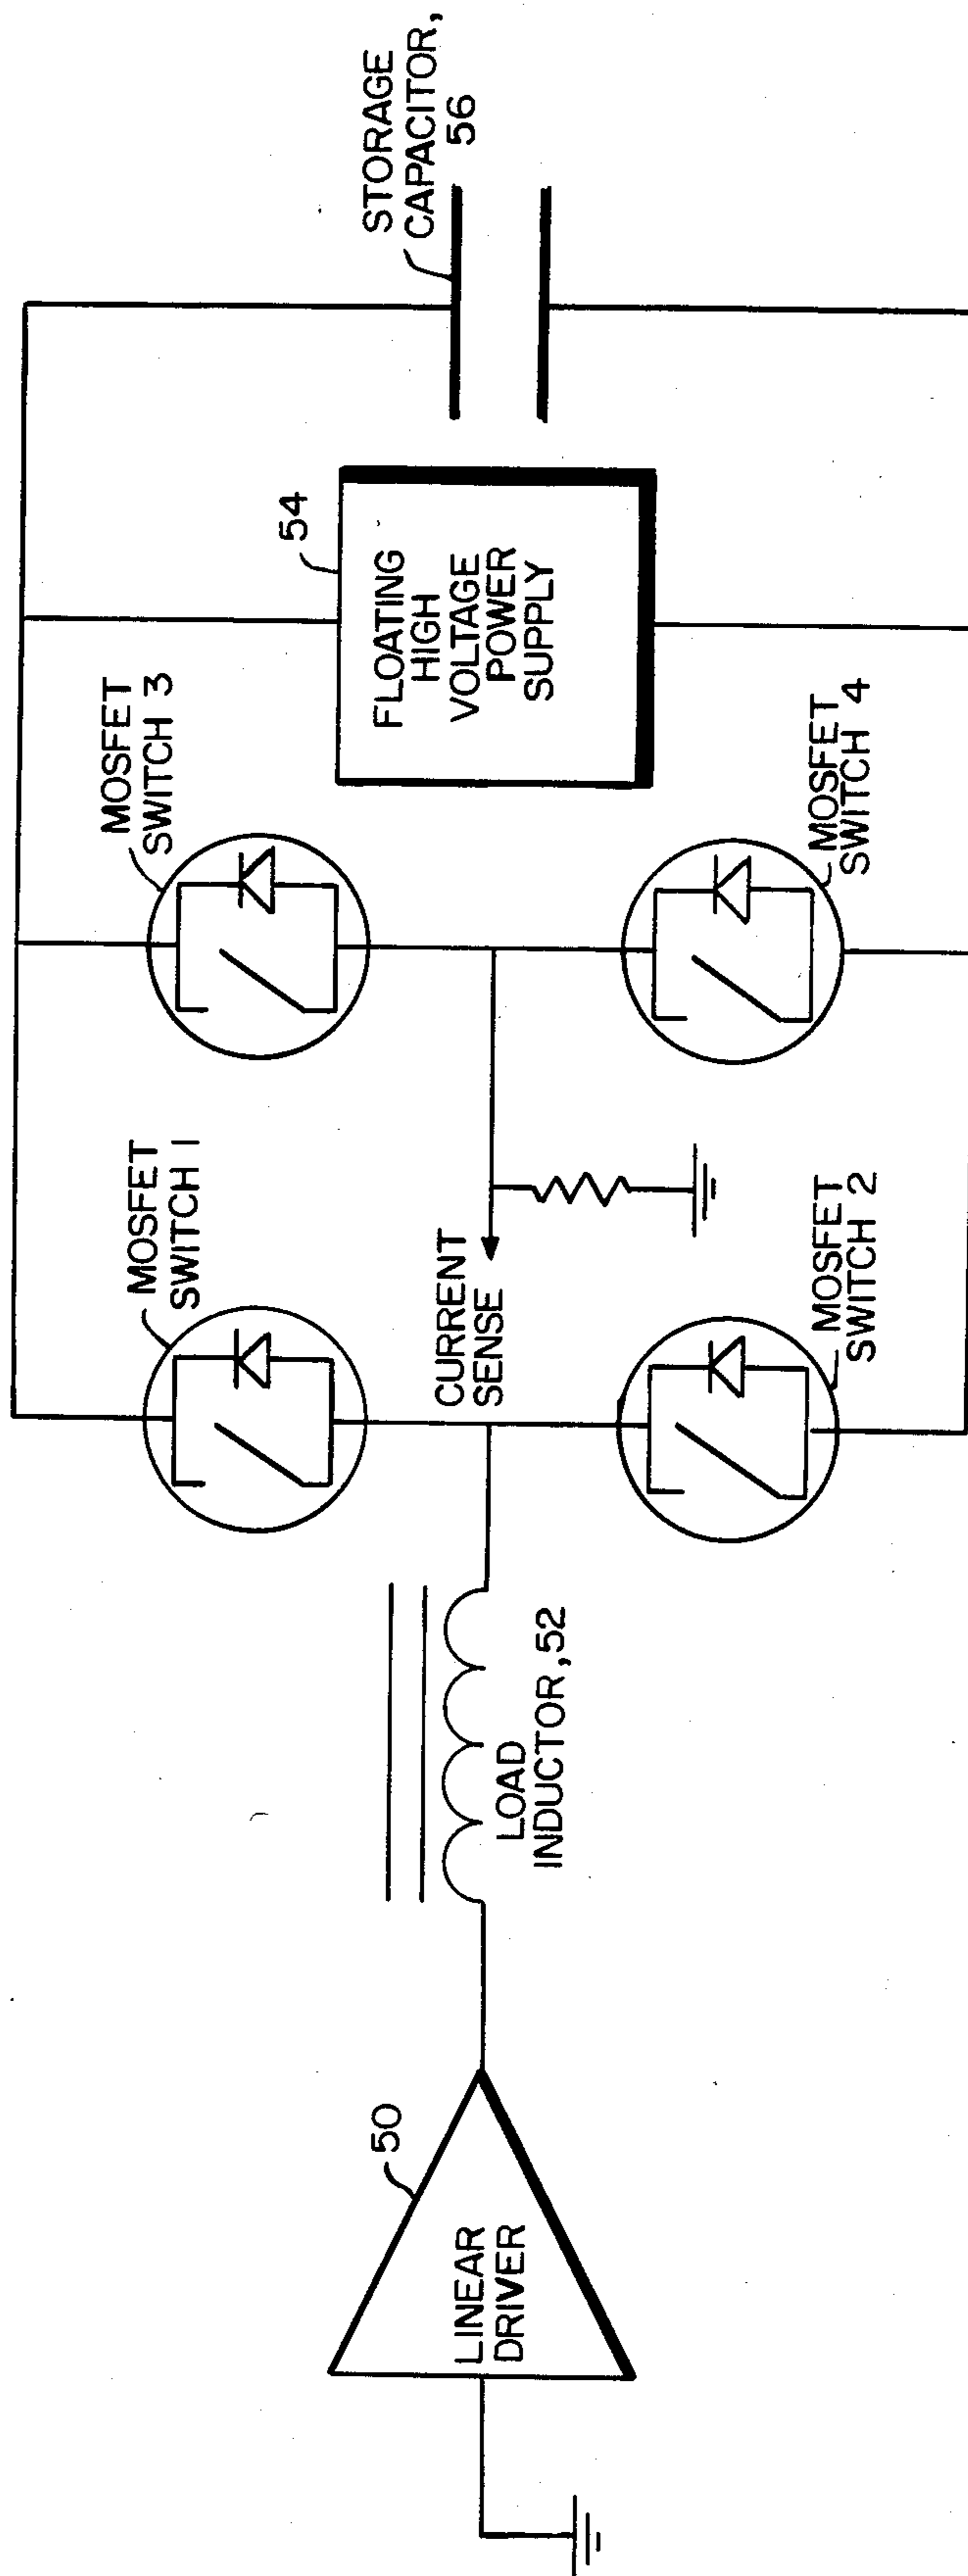 LINEAR
DRIVER
50
LOAD
INDUCTOR,52
MOSFET
SWITCH 1
MOSFET
SWITCH 2
CURRENT
SENSE
MOSFET
SWITCH 3
MOSFET
SWITCH 4
54
FLOATING
HIGH
VOLTAGE
POWER
SUPPLY
STORAGE
CAPACITOR,
56